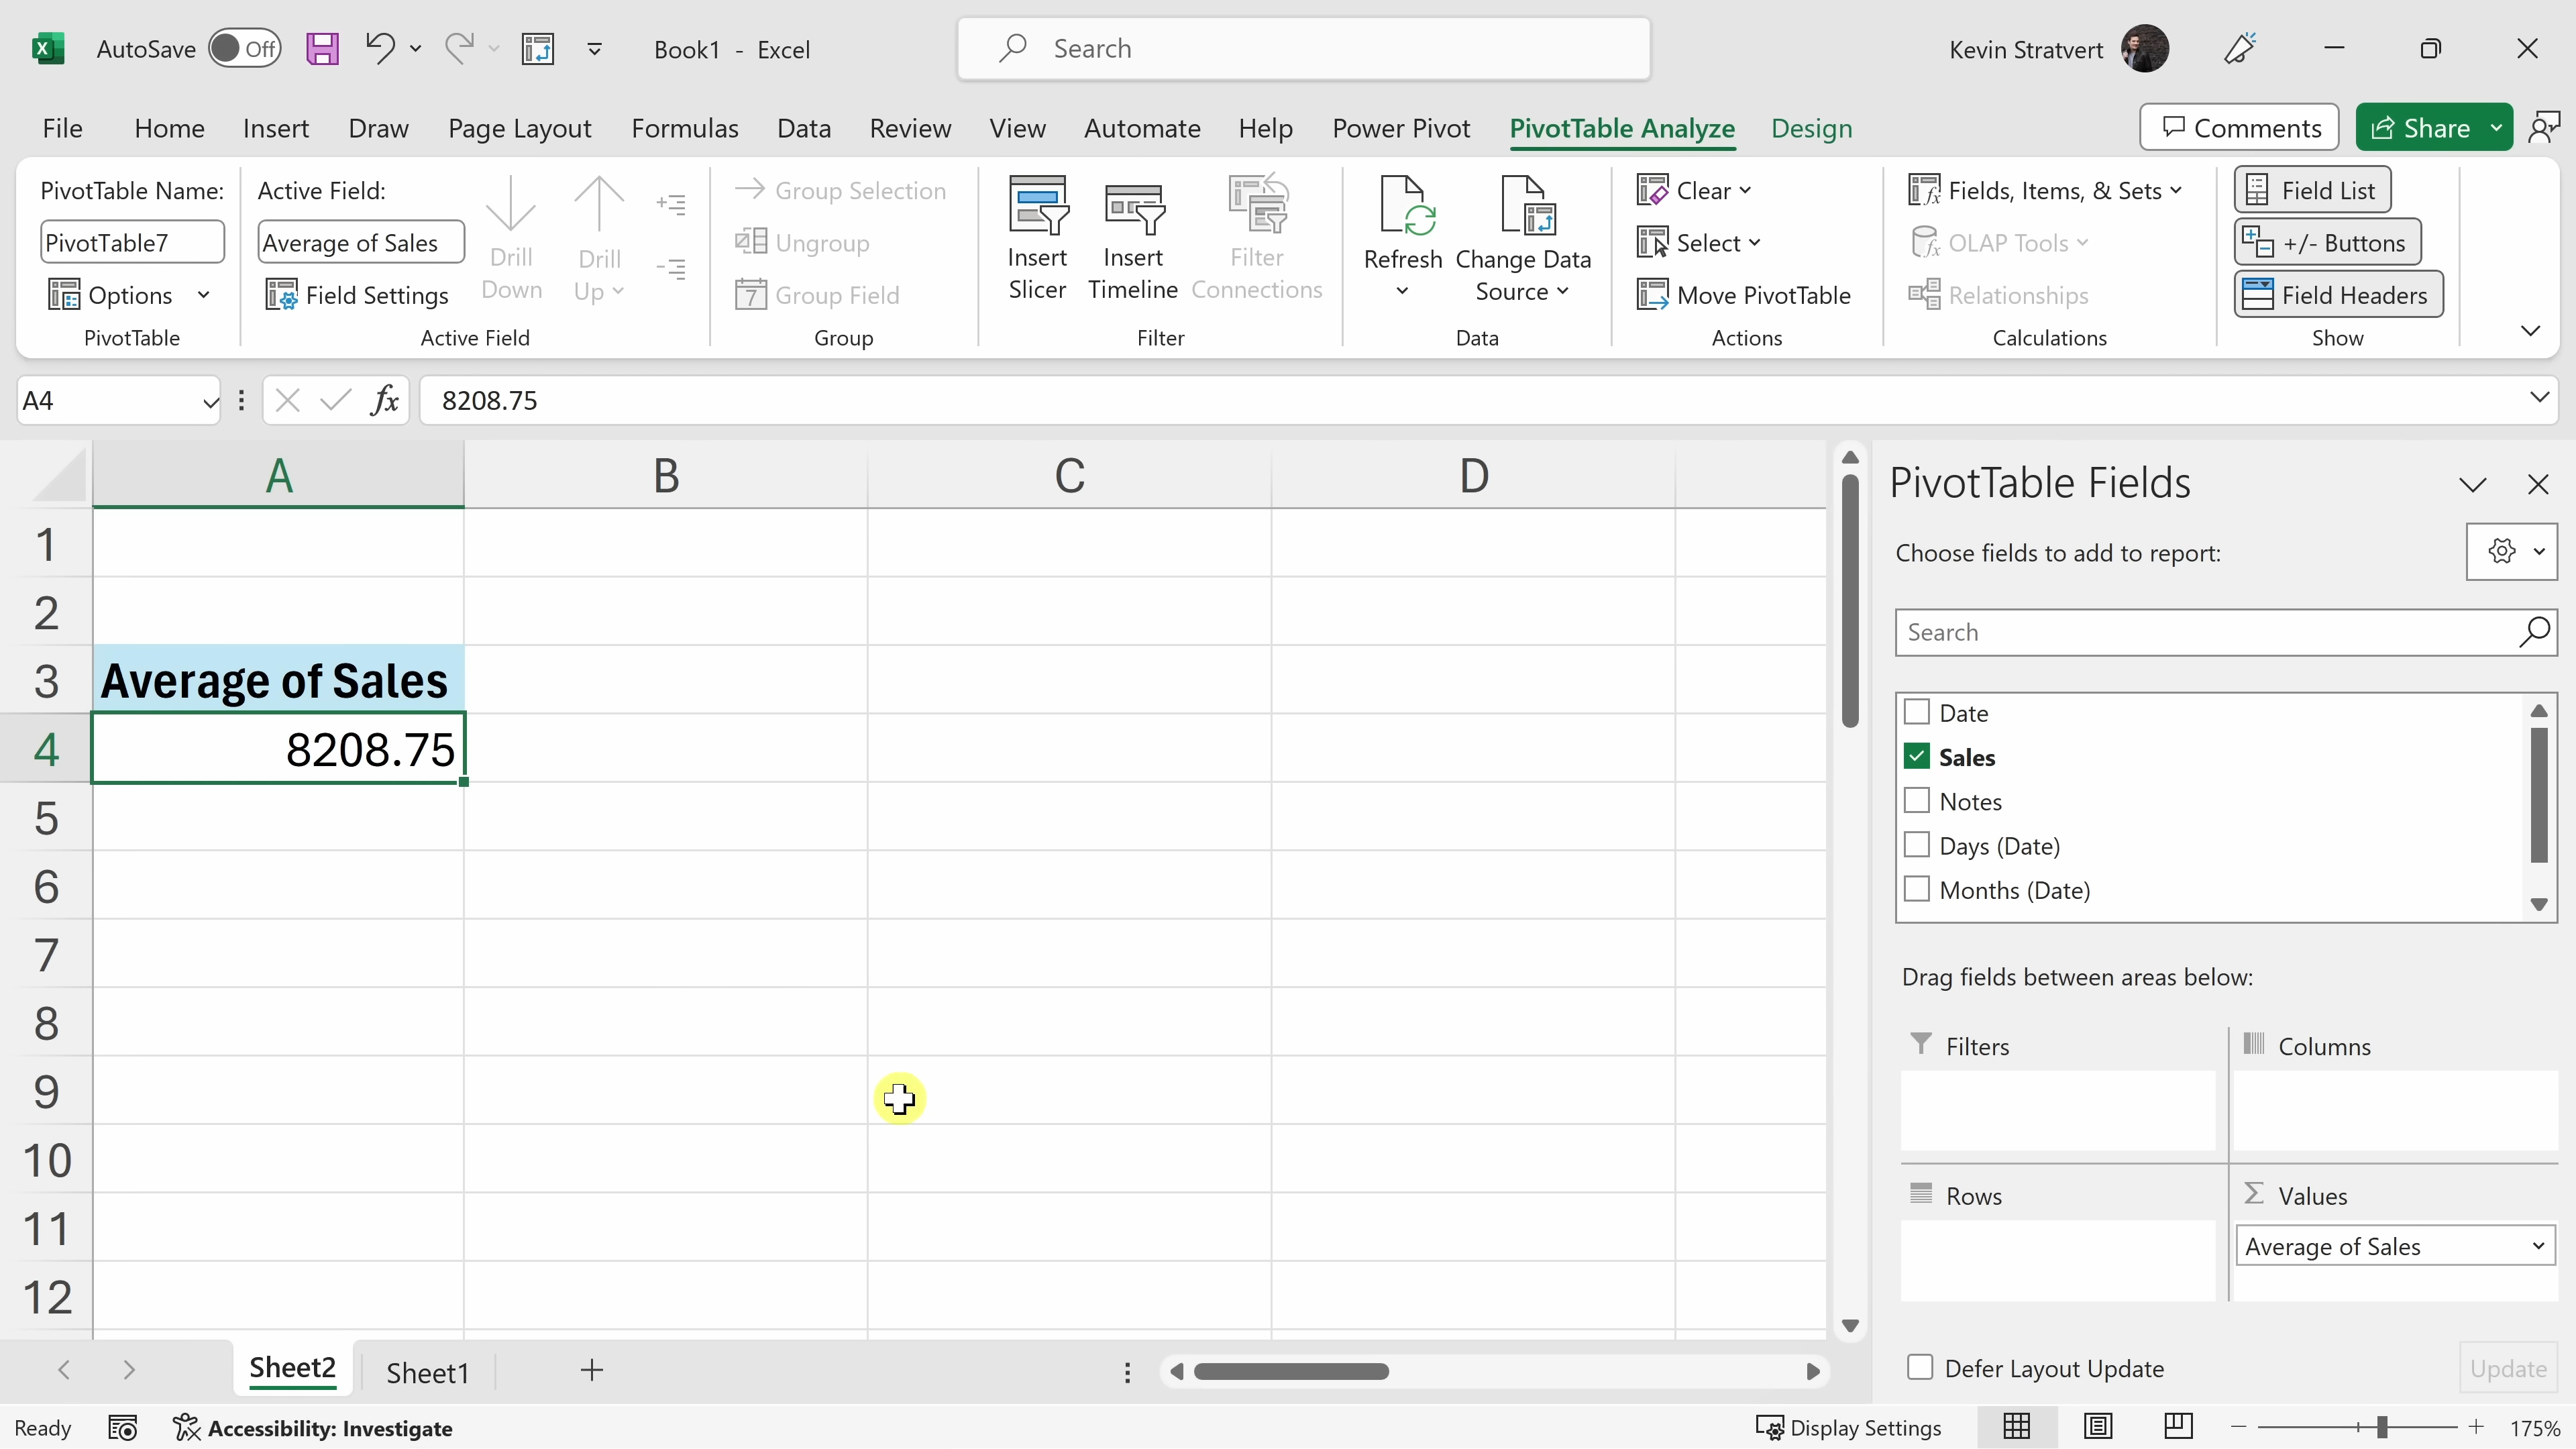 AutoSave Off Book1 - Excel Search Kevin Stratvert
File Home Insert Draw Page Layout Formulas Data Review View Automate Help Power Pivot PivotTable Analyze Design Comments Share
PivotTable Name:
PivotTable7
Options
PivotTable
Active Field:
Average of Sales
Field Settings
Drill Down
Drill Up
Active Field
Group Selection
Ungroup
7 Group Field
Group
Insert Slicer
Insert Timeline
Filter Connections
Filter
Refresh
Change Data Source
Data
Clear
Select
Move PivotTable
Actions
Fields, Items, & Sets
OLAP Tools
Relationships
Calculations
Field List
+/- Buttons
Field Headers
Show
A4 fx 8208.75
A B C D
1
2
3 Average of Sales
4 8208.75
5
6
7
8
9
10
11
12
PivotTable Fields
Choose fields to add to report:
Search
Date
Sales
Notes
Days (Date)
Months (Date)
Drag fields between areas below:
Filters Columns
Rows Σ Values
Average of Sales
Defer Layout Update Update
Sheet2 Sheet1
Ready Accessibility: Investigate Display Settings 175%